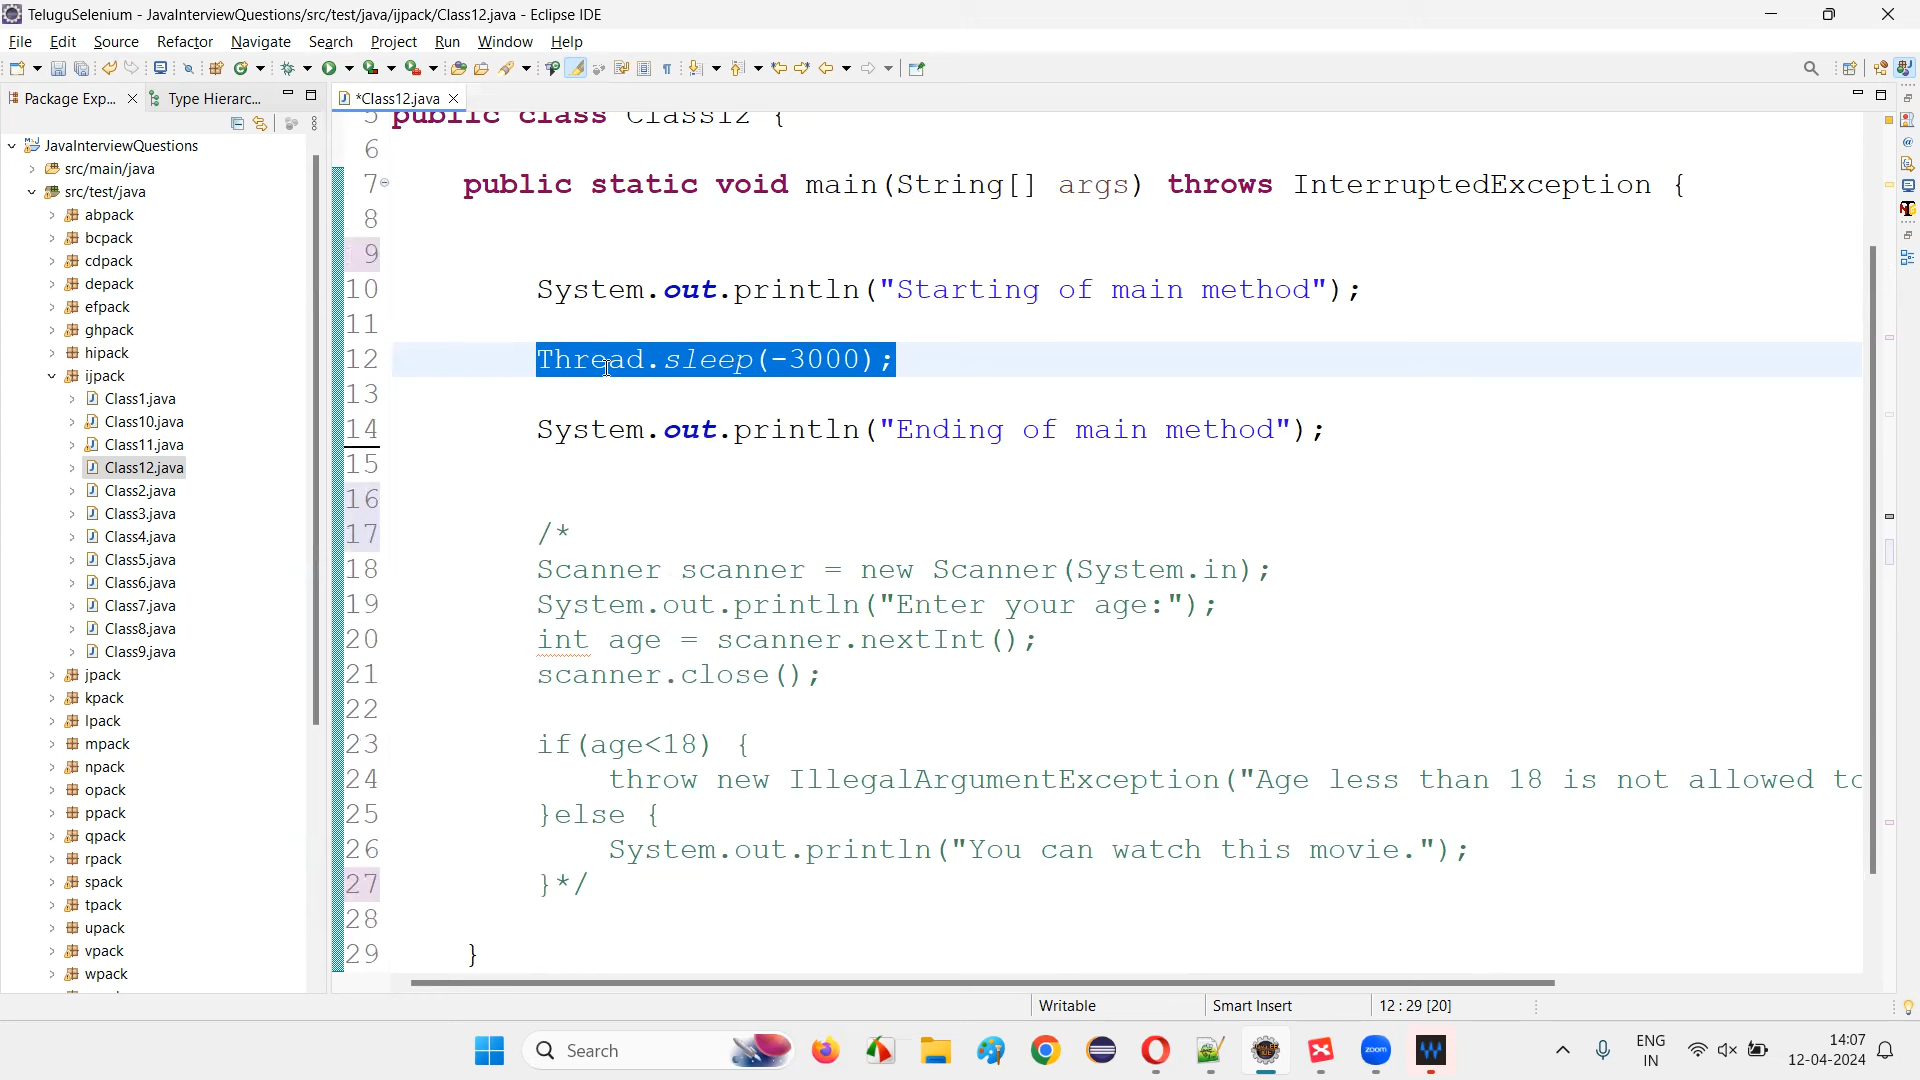 TeluguSelenium - JavaInterviewQuestions/src/test/java/ijpack/Class12.java - Eclipse IDE
File Edit Source Refactor Navigate Search Project Run Window Help
Package Exp... Type Hierarc...
*Class12.java
JavaInterviewQuestions
src/main/java
src/test/java
abpack
bcpack
cdpack
depack
efpack
ghpack
hipack
ijpack
Class1.java
Class10.java
Class11.java
Class12.java
Class2.java
Class3.java
Class4.java
Class5.java
Class6.java
Class7.java
Class8.java
Class9.java
jpack
kpack
lpack
mpack
npack
opack
ppack
qpack
rpack
spack
tpack
upack
vpack
wpack
5 public class Class12 {
6
7 public static void main(String[] args) throws InterruptedException {
8
9
10 System.out.println("Starting of main method");
11
12 Thread.sleep(-3000);
13
14 System.out.println("Ending of main method");
15
16
17 /*
18 Scanner scanner = new Scanner(System.in);
19 System.out.println("Enter your age:");
20 int age = scanner.nextInt();
21 scanner.close();
22
23 if(age<18) {
24 throw new IllegalArgumentException("Age less than 18 is not allowed to
25 }else {
26 System.out.println("You can watch this movie.");
27 }*/
28
29 }
Writable Smart Insert 12 : 29 [20]
Search
zoom
ENG
IN
14:07
12-04-2024